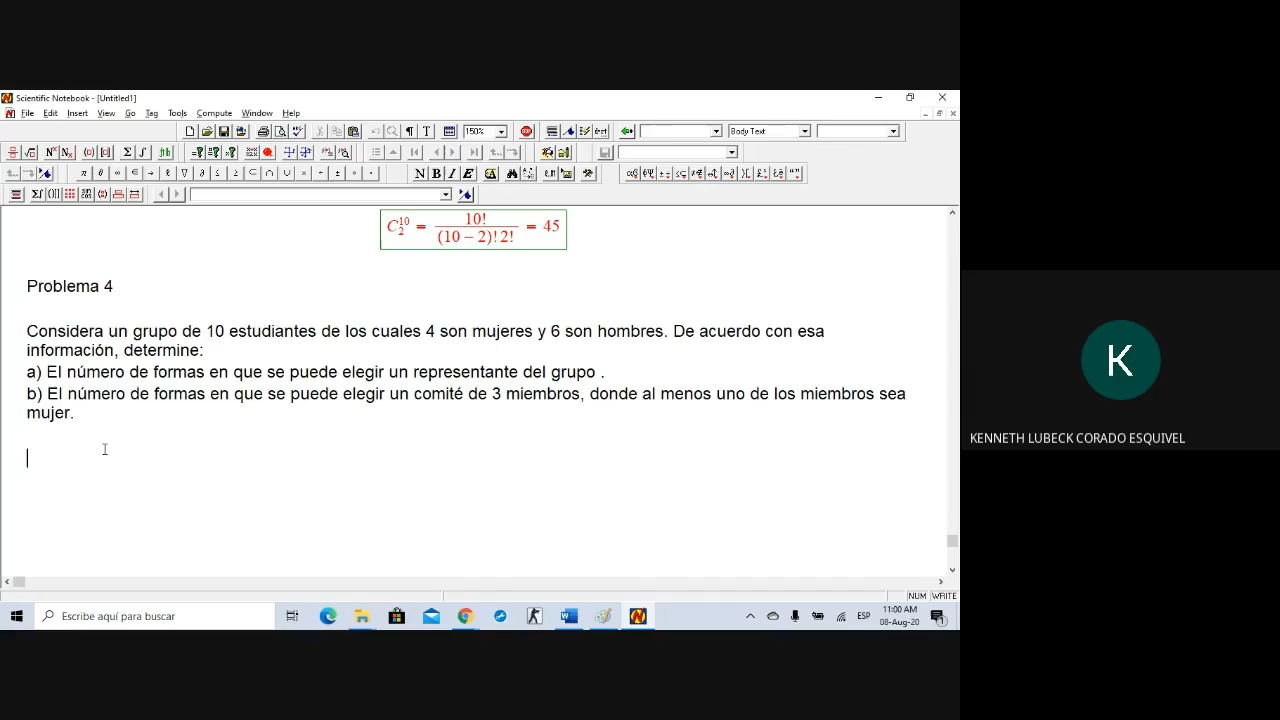 Scientific Notebook - [Untitled1]
File Edit Insert View Go Tag Tools Compute Window Help
150% Body Text
C₂¹⁰ = 10! / (10 − 2)! 2! = 45
Problema 4
Considera un grupo de 10 estudiantes de los cuales 4 son mujeres y 6 son hombres. De acuerdo con esa
información, determine:
a) El número de formas en que se puede elegir un representante del grupo .
b) El número de formas en que se puede elegir un comité de 3 miembros, donde al menos uno de los miembros sea
mujer.
K
KENNETH LUBECK CORADO ESQUIVEL
NUM WRITE
Escribe aquí para buscar
ESP
11:00 AM
08-Aug-20